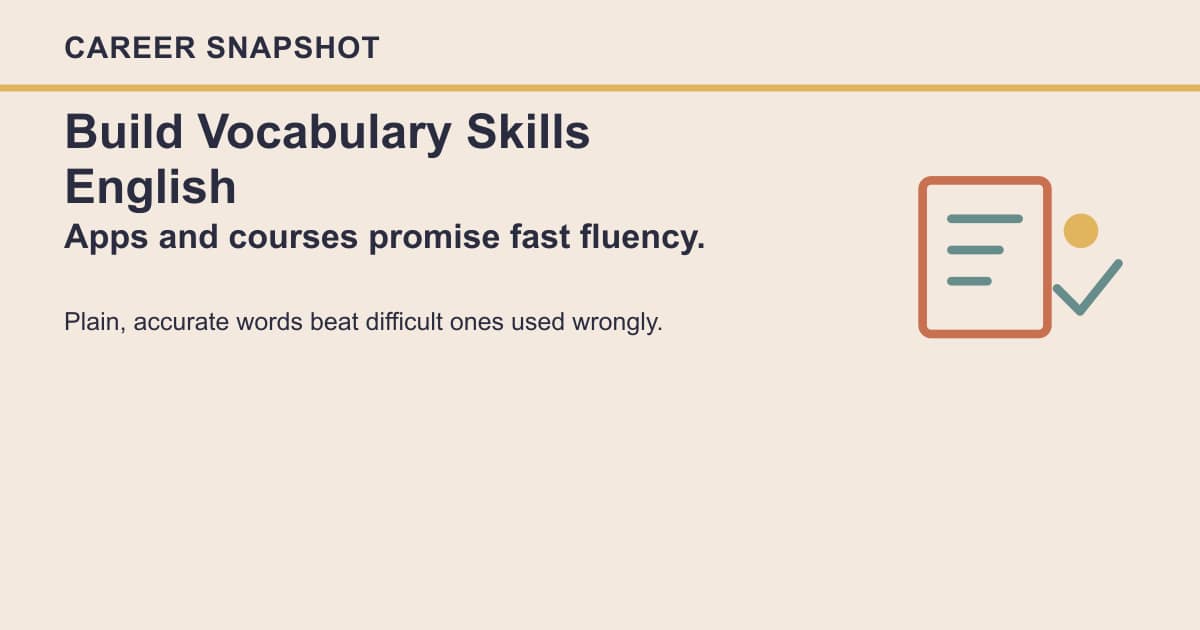 CAREER SNAPSHOT
Build Vocabulary Skills
English
Apps and courses promise fast fluency.
Plain, accurate words beat difficult ones used wrongly.